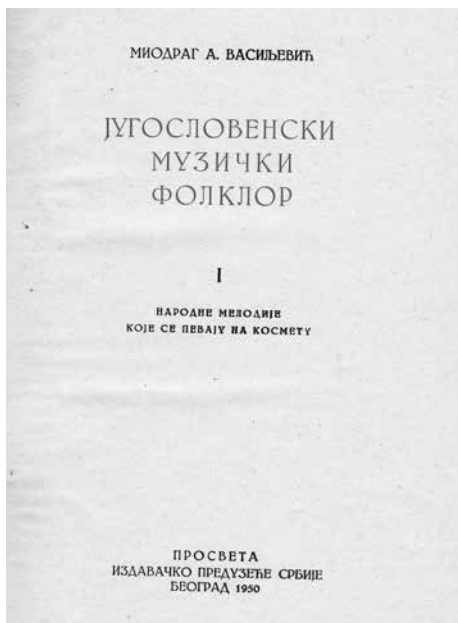 МИОДРАГ А. ВАСИЉЕВИЋ
ЈУГОСЛОВЕНСКИ
МУЗИЧКИ
ФОЛКЛОР
I
НАРОДНЕ МЕЛОДИЈЕ
КОЈЕ СЕ ПЕВАЈУ НА КОСМЕТУ
ПРОСВЕТА
ИЗДАВАЧКО ПРЕДУЗЕЋЕ СРБИЈЕ
БЕОГРАД 1950